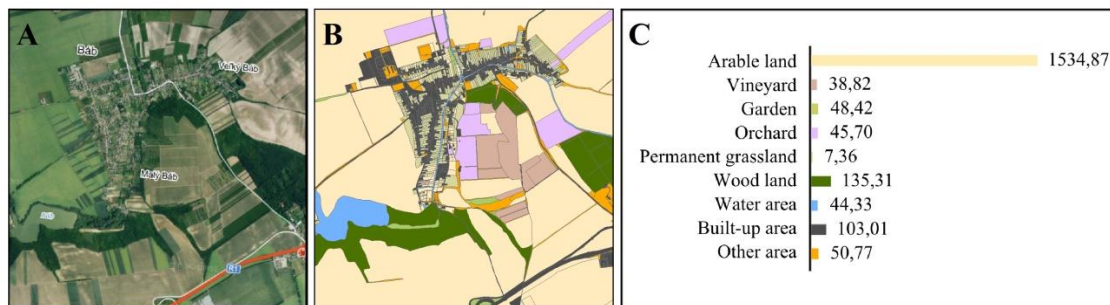 A
Báb
Veľký Báb
Malý Báb
Báb
R1
B
C
Arable land 1534,87
Vineyard 38,82
Garden 48,42
Orchard 45,70
Permanent grassland 7,36
Wood land 135,31
Water area 44,33
Built-up area 103,01
Other area 50,77